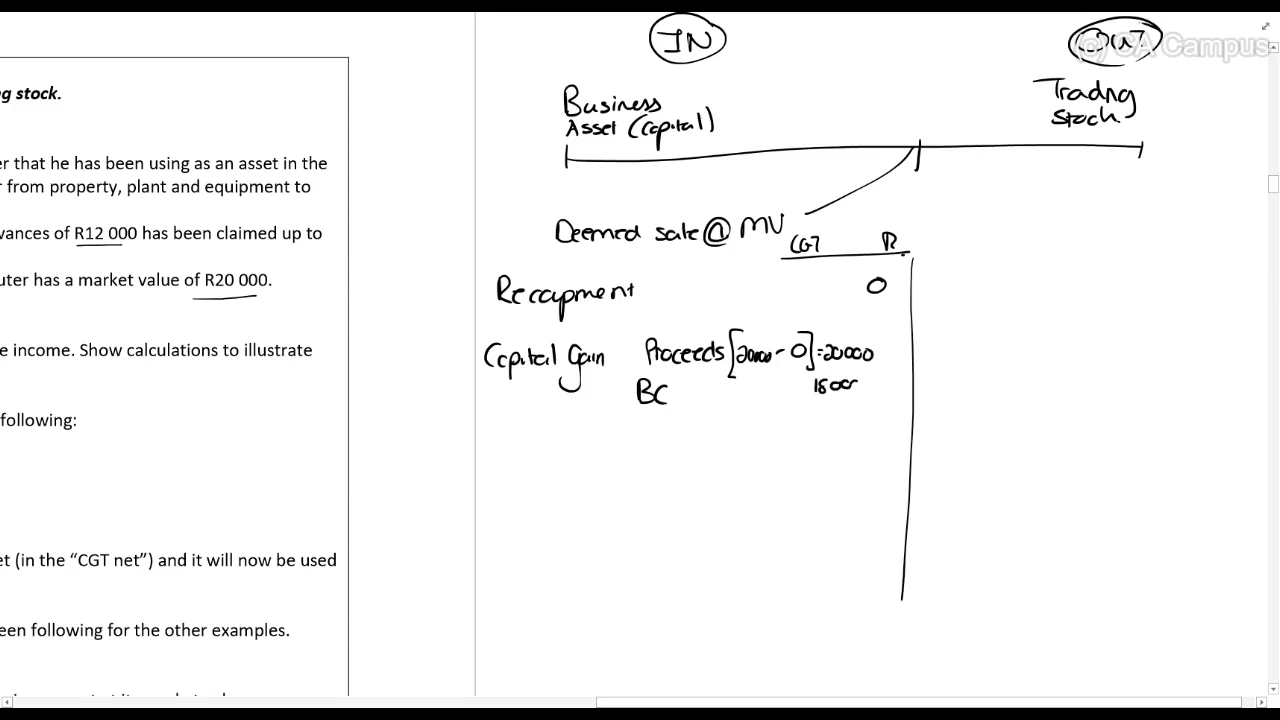 ng stock.
er that he has been using as an asset in the
r from property, plant and equipment to
vances of R12 000 has been claimed up to
uter has a market value of R20 000.
e income. Show calculations to illustrate
following:
et (in the "CGT net") and it will now be used
een following for the other examples.
IN
OUT
(c) CA Campus
Business
Asset (Capital)
Trading
Stock.
Deemed sale @ MV
CGT R
Recoupment 0
Capital Gain Proceeds [20000 - 0] = 20000
BC 18000